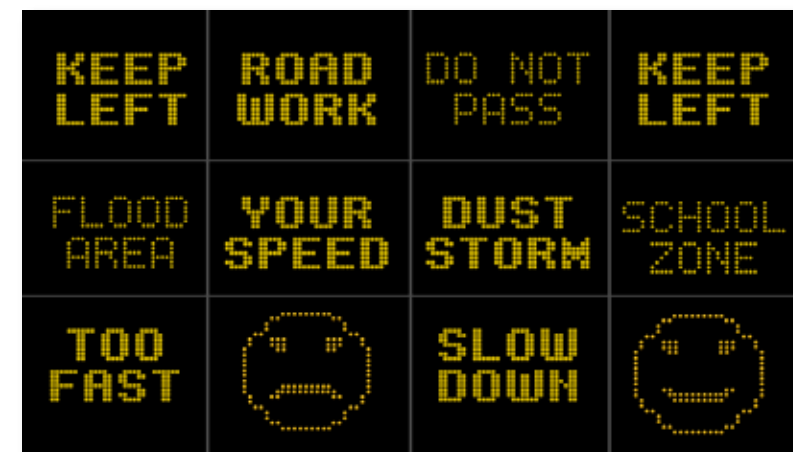 KEEP
LEFT
ROAD
WORK
DO NOT
PASS
KEEP
LEFT
FLOOD
AREA
YOUR
SPEED
DUST
STORM
SCHOOL
ZONE
TOO
FAST
SLOW
DOWN